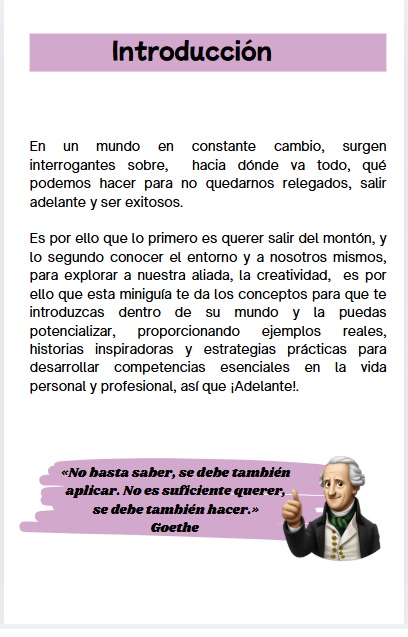 Introducción
En un mundo en constante cambio, surgen
interrogantes sobre, hacia dónde va todo, qué
podemos hacer para no quedarnos relegados, salir
adelante y ser exitosos.
Es por ello que lo primero es querer salir del montón, y
lo segundo conocer el entorno y a nosotros mismos,
para explorar a nuestra aliada, la creatividad, es por
ello que esta miniguía te da los conceptos para que te
introduzcas dentro de su mundo y la puedas
potencializar, proporcionando ejemplos reales,
historias inspiradoras y estrategias prácticas para
desarrollar competencias esenciales en la vida
personal y profesional, así que ¡Adelante!.
«No basta saber, se debe también
aplicar. No es suficiente querer,
se debe también hacer.»
Goethe